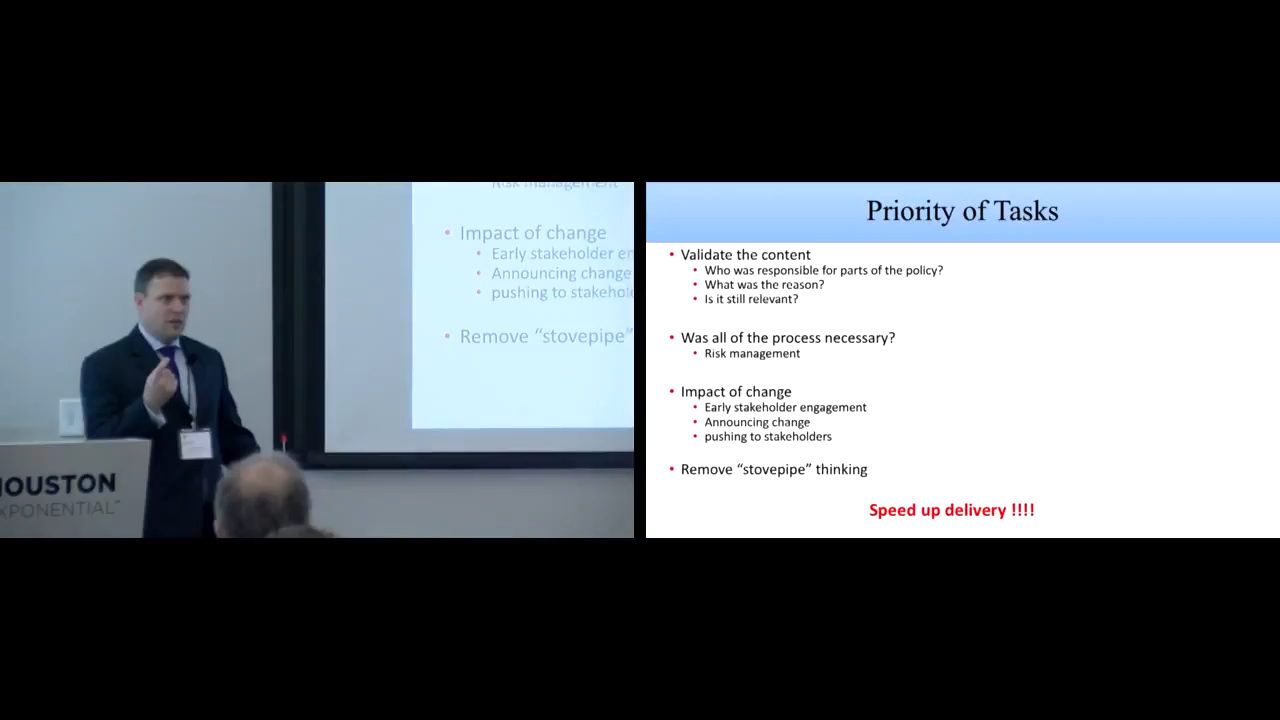 Risk management
Impact of change
Early stakeholder
Announcing change
pushing to
Remove “stovepipe”
HOUSTON
EXPONENTIAL
Priority of Tasks
Validate the content
Who was responsible for parts of the policy?
What was the reason?
Is it still relevant?
Was all of the process necessary?
Risk management
Impact of change
Early stakeholder engagement
Announcing change
pushing to stakeholders
Remove “stovepipe” thinking
Speed up delivery !!!!